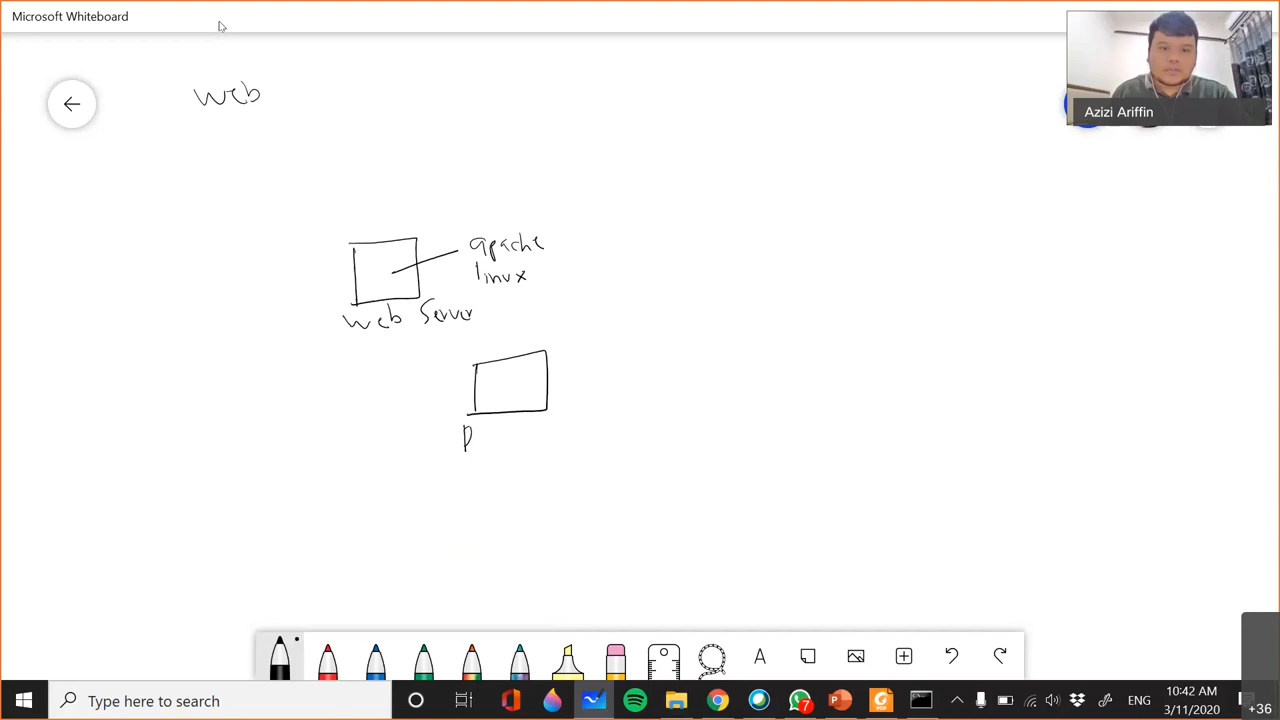 Microsoft Whiteboard
Azizi Ariffin
web
apache
linux
Web Server
P
A
Type here to search
7
ENG
10:42 AM
3/11/2020
+36